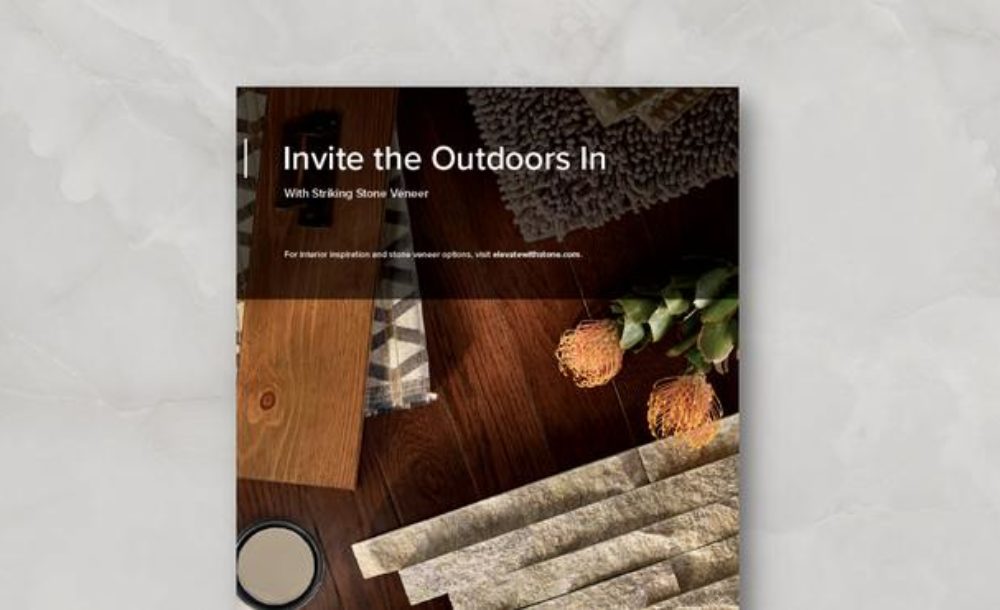 Invite the Outdoors In
With Striking Stone Veneer
For interior inspiration and stone veneer options, visit elevatewithstone.com.